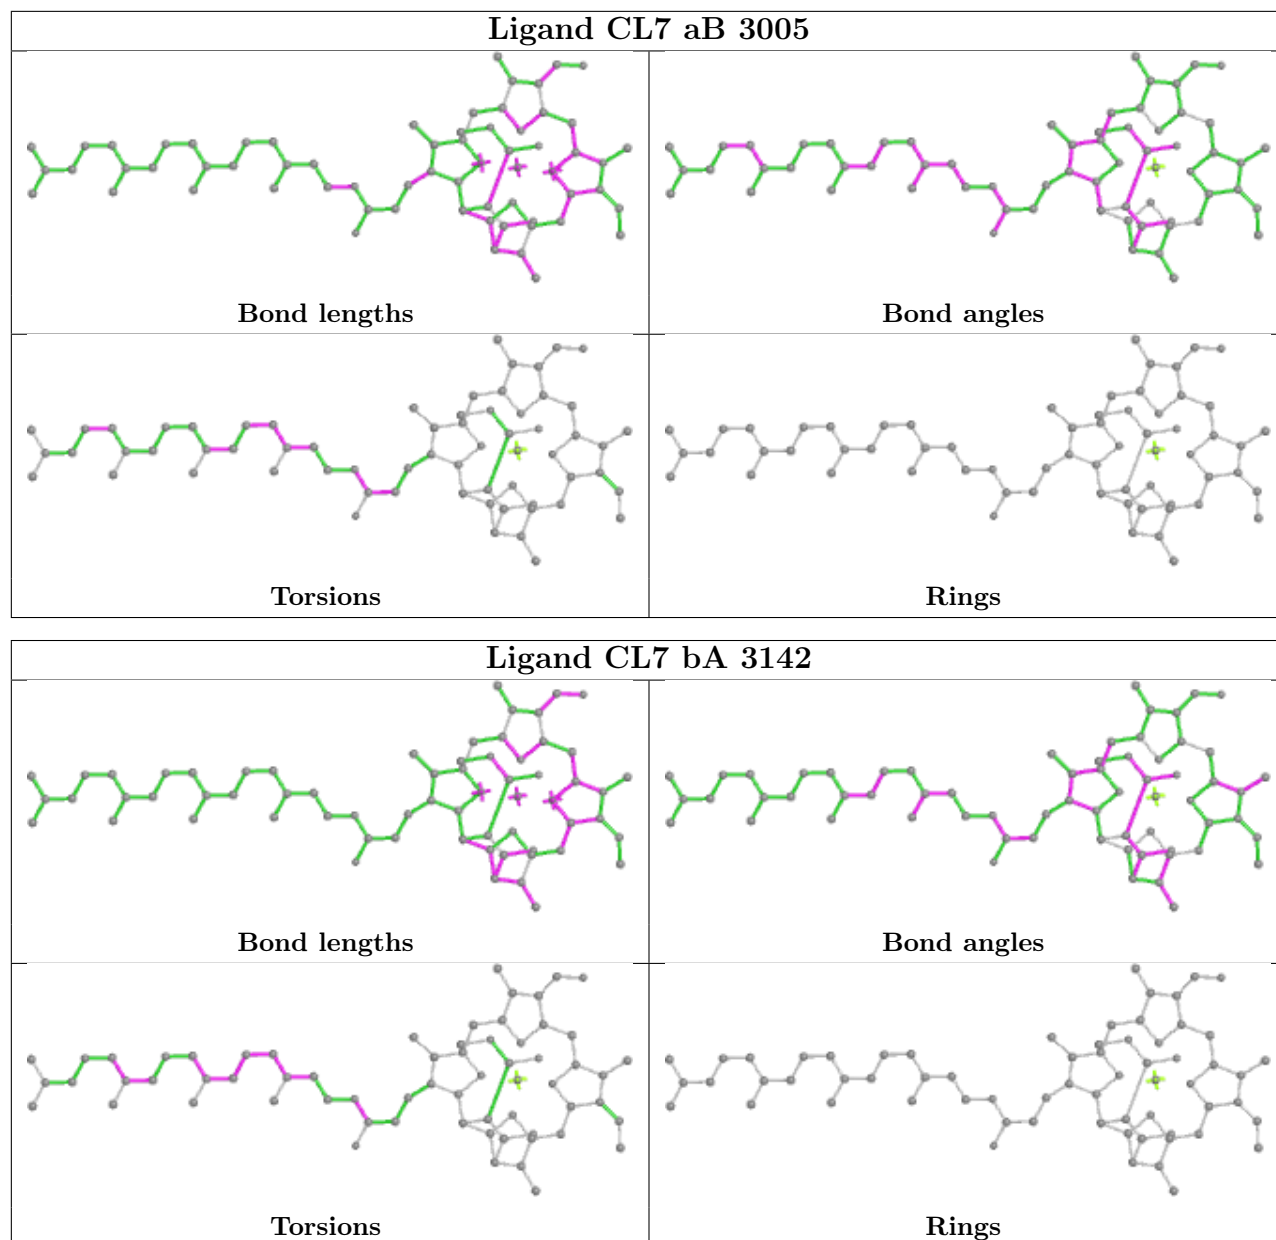 Ligand CL7 aB 3005
Bond lengths
Bond angles
Torsions
Rings
Ligand CL7 bA 3142
Bond lengths
Bond angles
Torsions
Rings